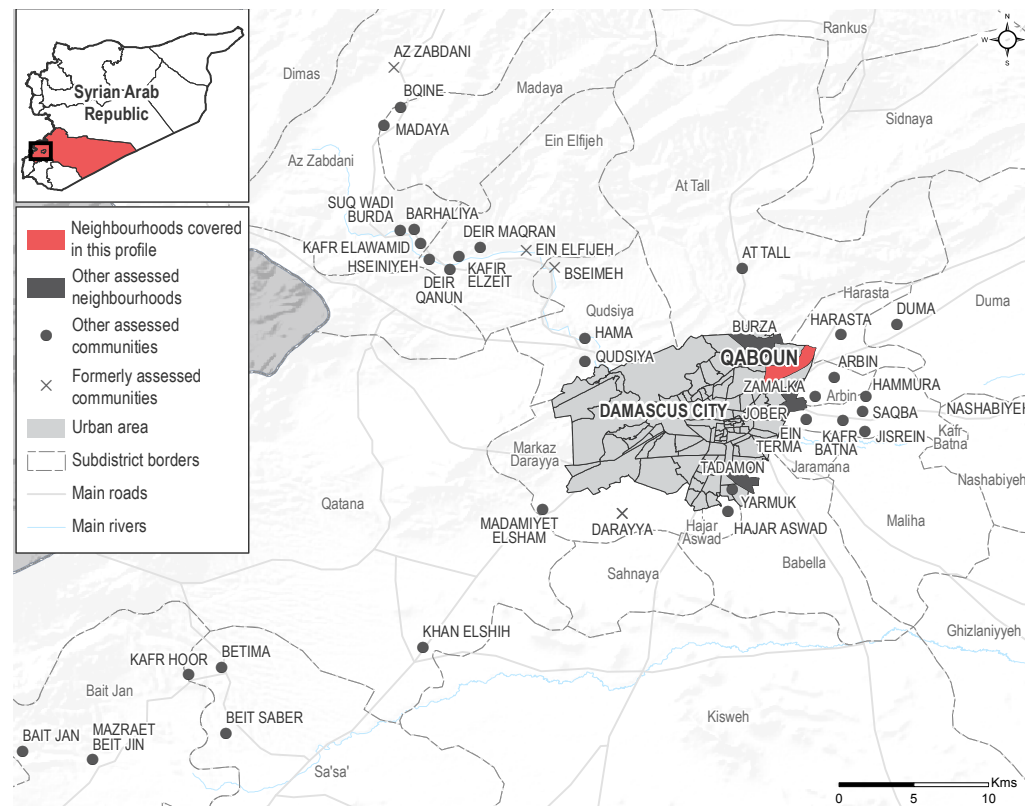 Syrian Arab
Republic
Neighbourhoods covered
in this profile
Other assessed
neighbourhoods
Other assessed
communities
Formerly assessed
communities
Urban area
Subdistrict borders
Main roads
Main rivers
N
W
E
S
Rankus
AZ ZABDANI
Dimas
BQINE
Madaya
MADAYA
Sidnaya
Ein Elfijeh
Az Zabdani
At Tall
SUQ WADI
BURDA
BARHALIYA
DEIR MAQRAN
KAFR ELAWAMID
EIN ELFIJEH
HSEINIYEH
KAFIR
ELZEIT
BSEIMEH
DEIR
QANUN
AT TALL
Harasta
Duma
Qudsiya
DUMA
HARASTA
BURZA
HAMA
QABOUN
QUDSIYA
ARBIN
ZAMALKA
Arbin
HAMMURA
DAMASCUS CITY
JOBER
SAQBA
NASHABIYEH
EIN
TERMA
KAFR
BATNA
JISREIN
Kafr
Batna
Markaz
Darayya
TADAMON
Jaramana
Nashabiyeh
Qatana
YARMUK
MADAMIYET
ELSHAM
DARAYYA
Hajar
Aswad
HAJAR ASWAD
Maliha
Sahnaya
Babella
KHAN ELSHIH
Ghizlaniyyeh
KAFR HOOR
BETIMA
Bait Jan
BEIT SABER
Kisweh
BAIT JAN
MAZRAET
BEIT JIN
Sa'sa'
Kms
0
5
10